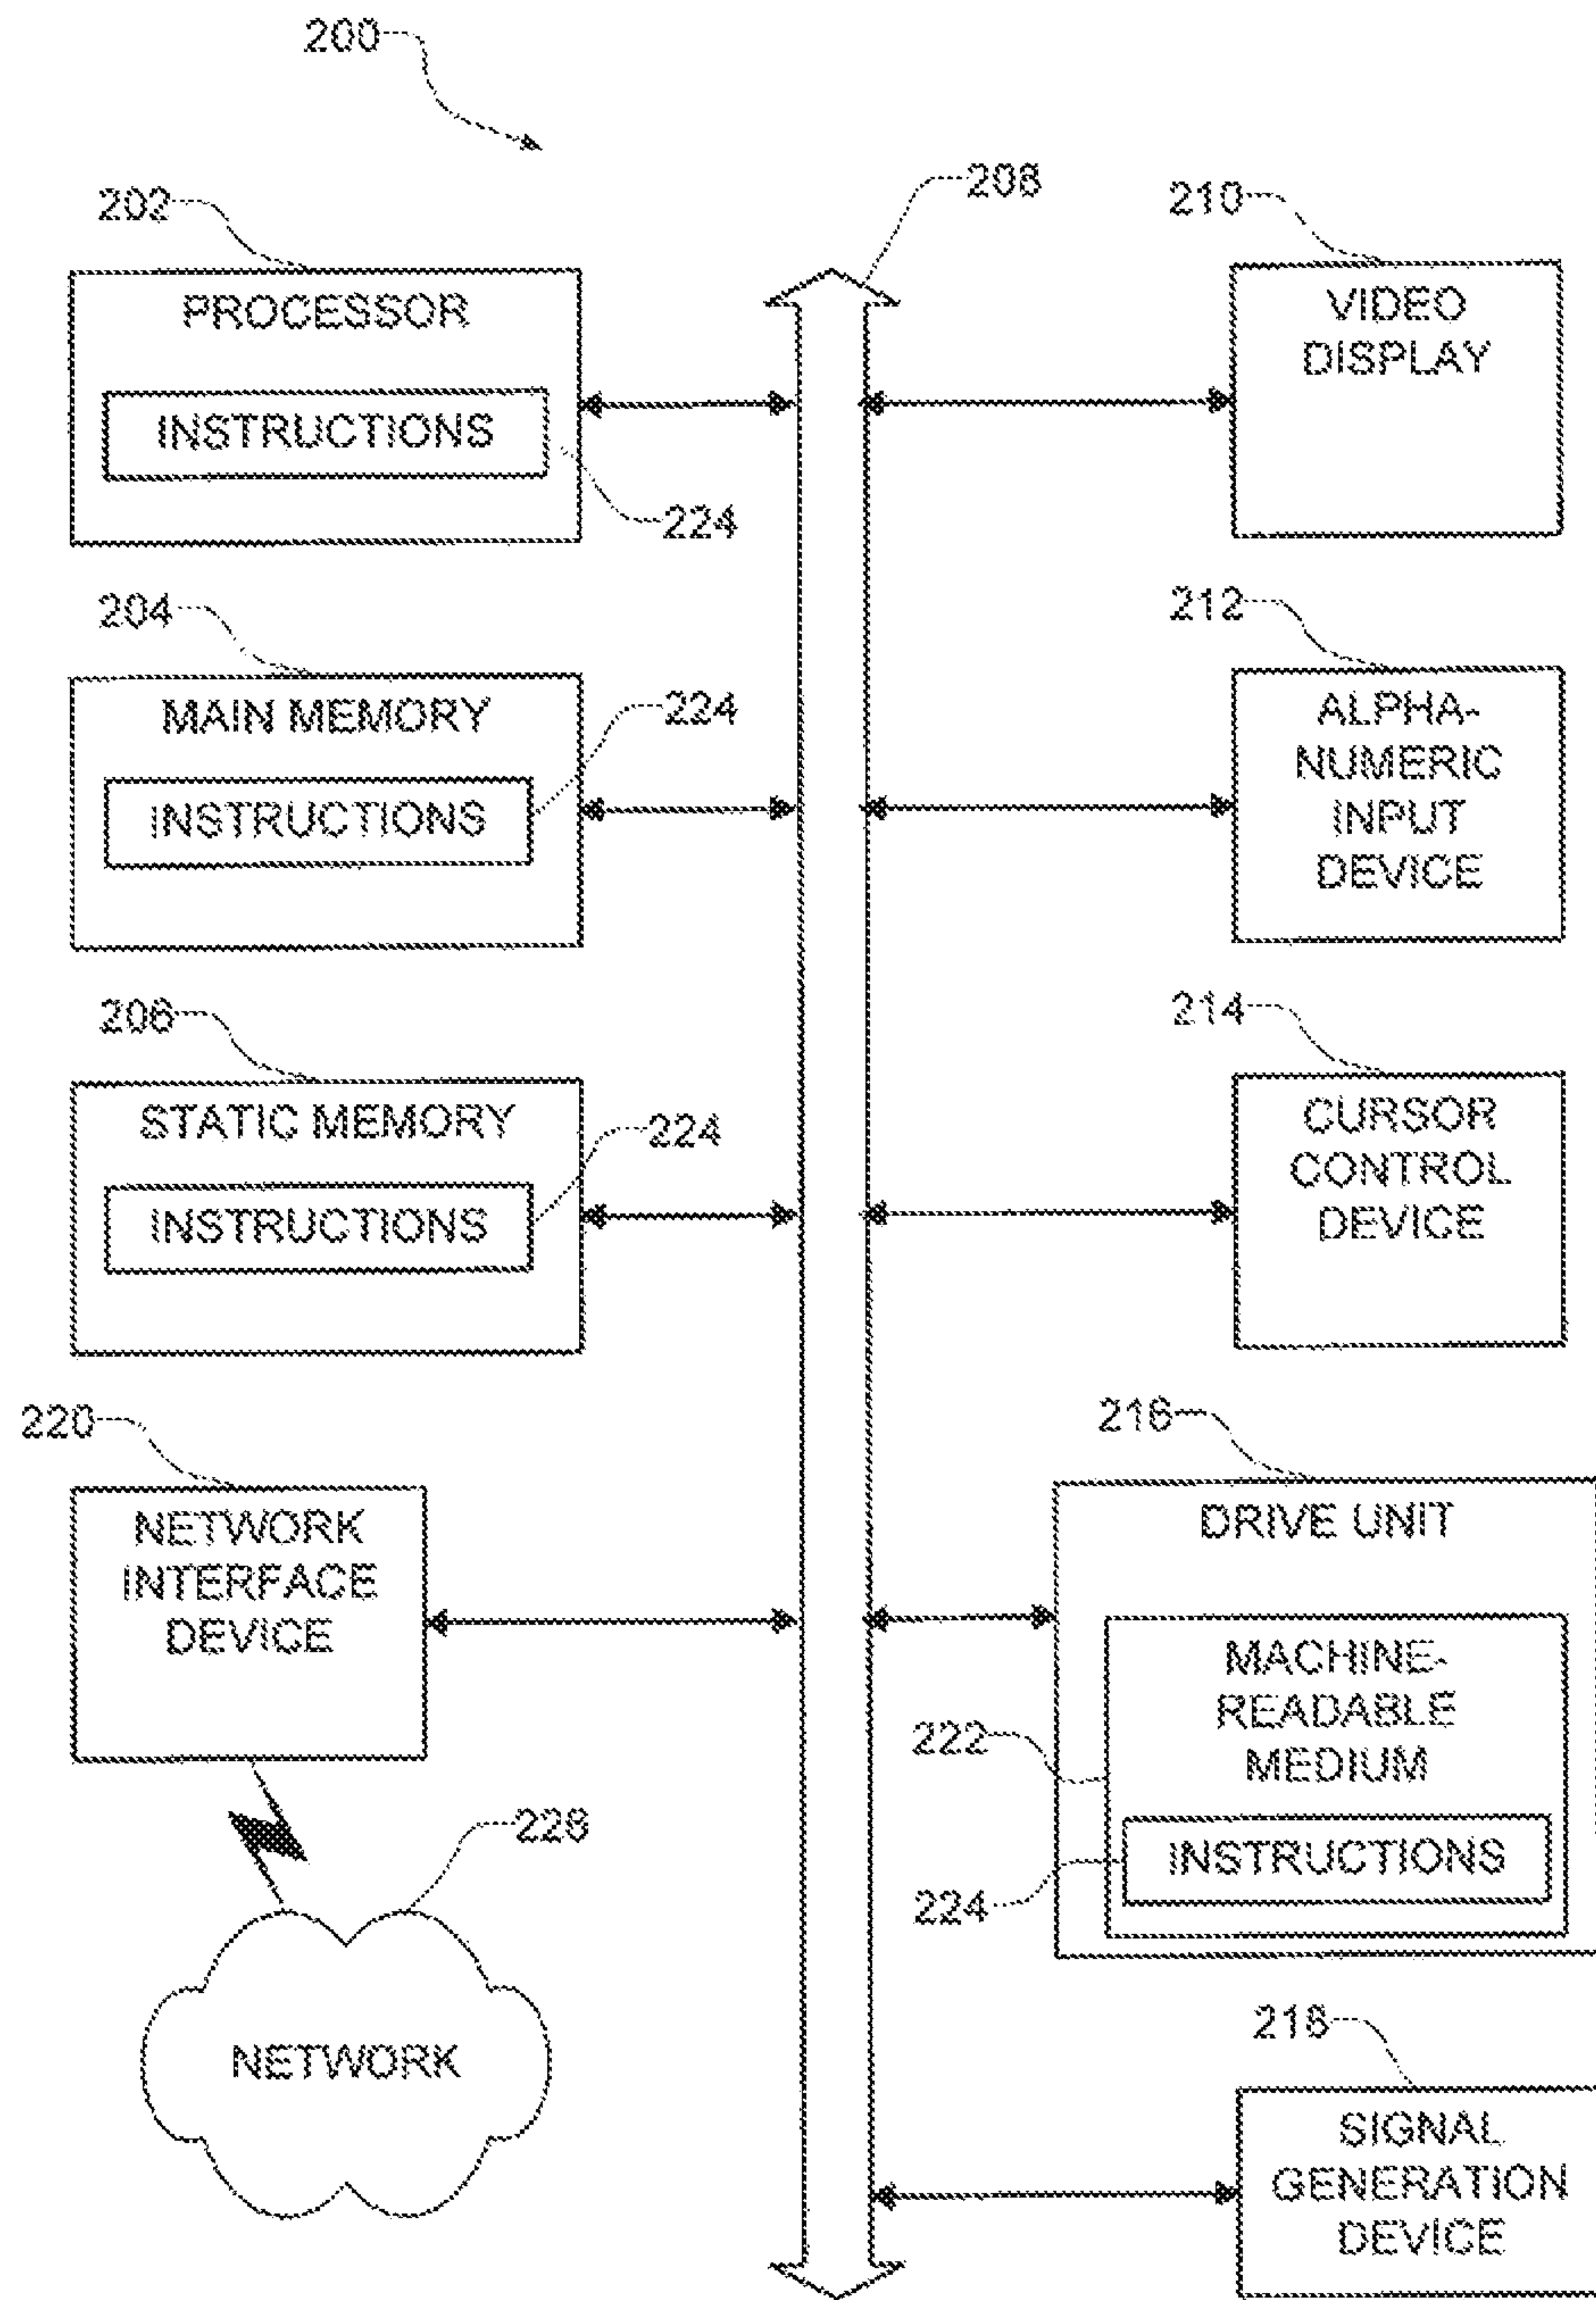 200
202
208
210
PROCESSOR
INSTRUCTIONS
224
VIDEO
DISPLAY
204
MAIN MEMORY
224
INSTRUCTIONS
212
ALPHA-
NUMERIC
INPUT
DEVICE
206
STATIC MEMORY
224
INSTRUCTIONS
214
CURSOR
CONTROL
DEVICE
220
NETWORK
INTERFACE
DEVICE
216
DRIVE UNIT
MACHINE-
READABLE
MEDIUM
222
INSTRUCTIONS
224
228
NETWORK
218
SIGNAL
GENERATION
DEVICE